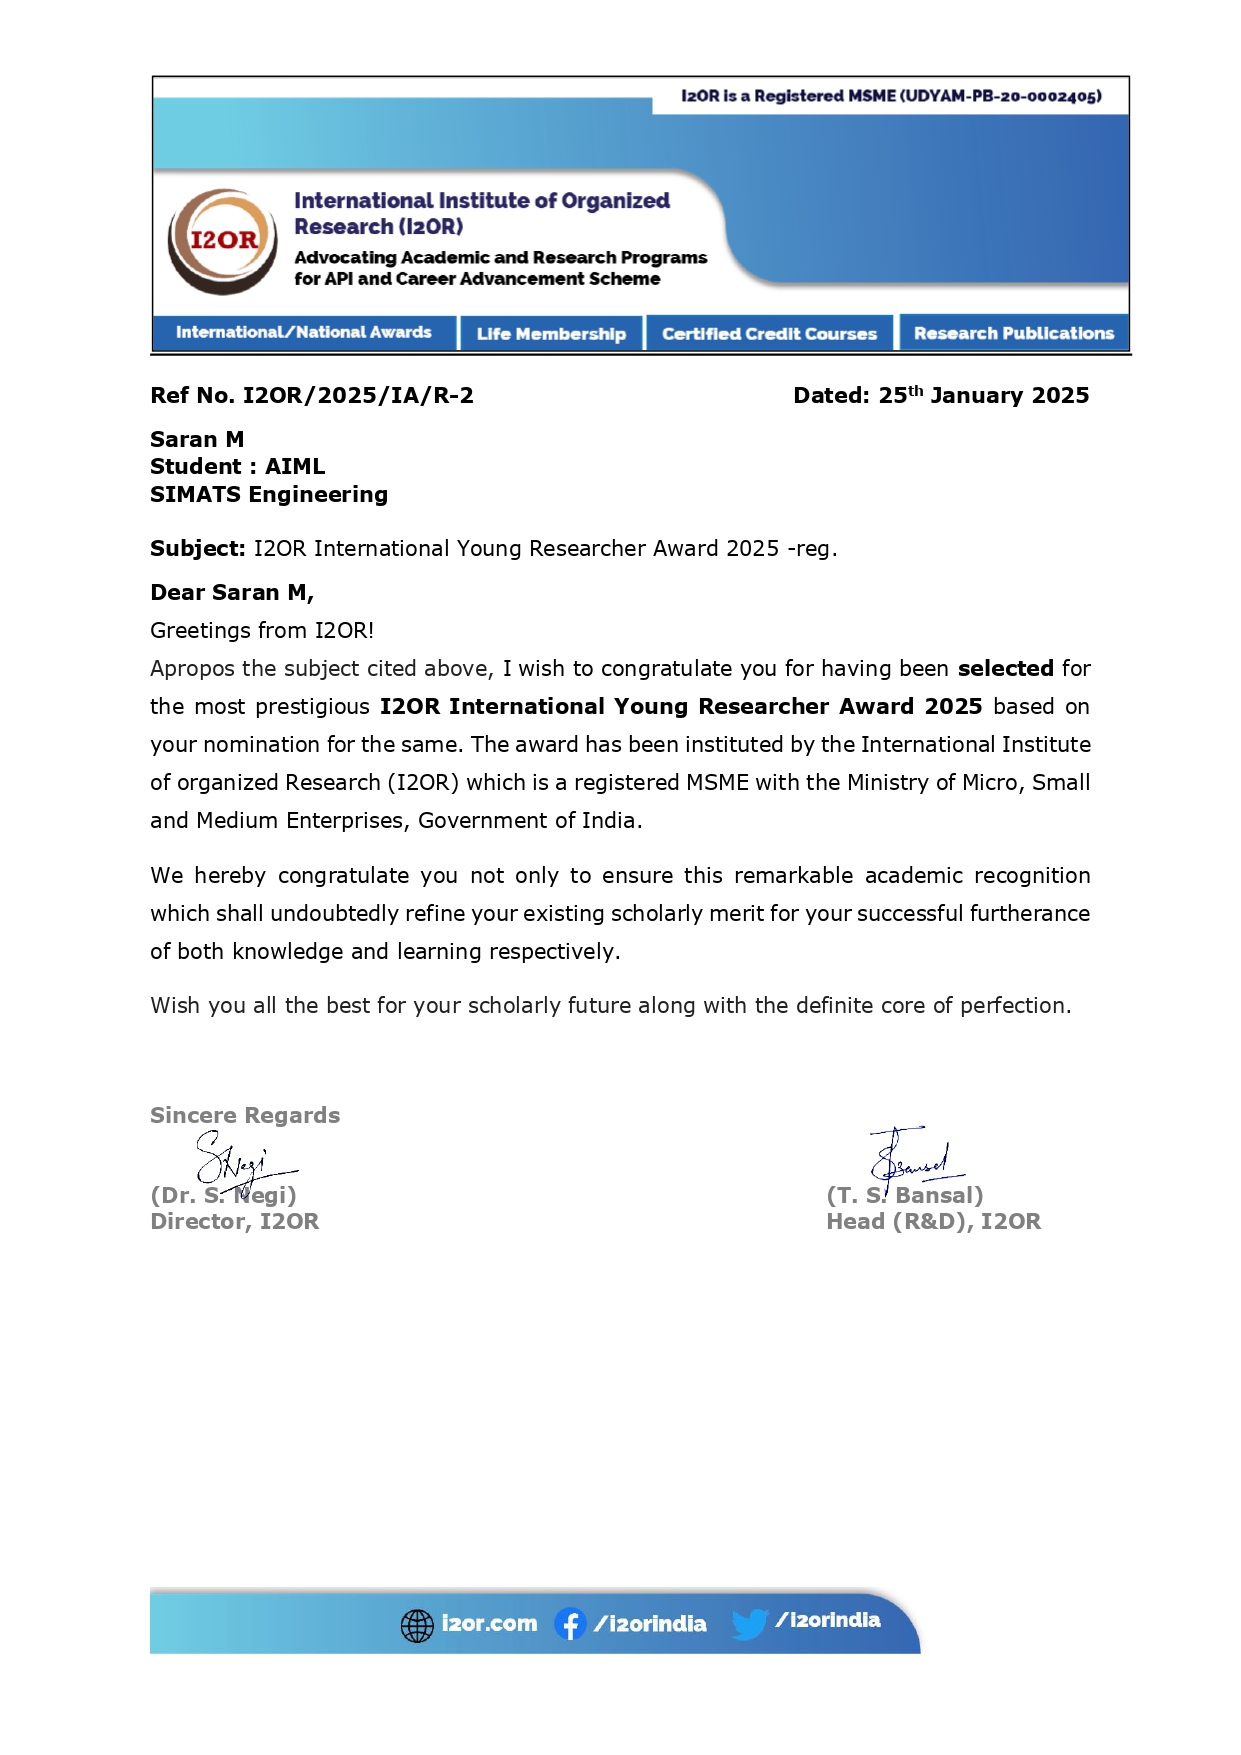 I2OR is a Registered MSME (UDYAM-PB-20-0002405)
I2OR
International Institute of Organized
Research (I2OR)
Advocating Academic and Research Programs
for API and Career Advancement Scheme
International/National Awards
Life Membership
Certified Credit Courses
Research Publications
Ref No. I2OR/2025/IA/R-2 Dated: 25th January 2025
Saran M
Student : AIML
SIMATS Engineering
Subject: I2OR International Young Researcher Award 2025 -reg.
Dear Saran M,
Greetings from I2OR!
Apropos the subject cited above, I wish to congratulate you for having been selected for
the most prestigious I2OR International Young Researcher Award 2025 based on
your nomination for the same. The award has been instituted by the International Institute
of organized Research (I2OR) which is a registered MSME with the Ministry of Micro, Small
and Medium Enterprises, Government of India.
We hereby congratulate you not only to ensure this remarkable academic recognition
which shall undoubtedly refine your existing scholarly merit for your successful furtherance
of both knowledge and learning respectively.
Wish you all the best for your scholarly future along with the definite core of perfection.
Sincere Regards
SNegi
TSBansal
(Dr. S. Negi) (T. S. Bansal)
Director, I2OR Head (R&D), I2OR
i2or.com /i2orindia /i2orindia